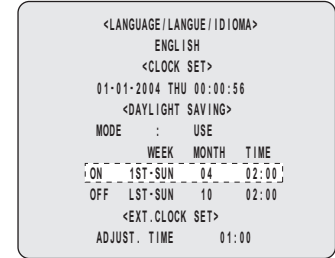 <LANGUAGE/LANGUE/IDIOMA>
ENGLISH
<CLOCK SET>
01-01-2004 THU 00:00:56
<DAYLIGHT SAVING>
MODE : USE
WEEK MONTH TIME
ON 1ST-SUN 04 02:00
OFF LST-SUN 10 02:00
<EXT.CLOCK SET>
ADJUST. TIME 01:00